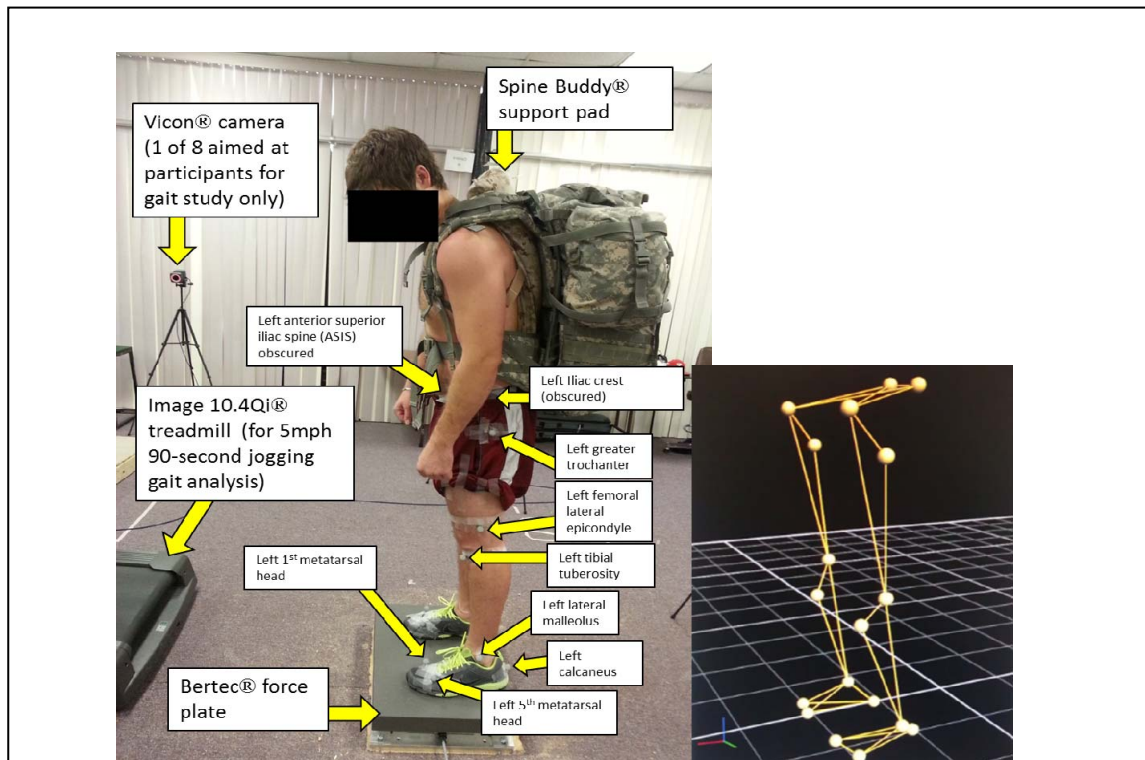 Spine Buddy®
support pad
Vicon® camera
(1 of 8 aimed at
participants for
gait study only)
Left anterior superior
iliac spine (ASIS)
obscured
Left Iliac crest
(obscured)
Image 10.4Qi®
treadmill (for 5mph
90-second jogging
gait analysis)
Left greater
trochanter
Left femoral
lateral
epicondyle
Left 1st metatarsal
head
Left tibial
tuberosity
Left lateral
malleolus
Left
calcaneus
Bertec® force
plate
Left 5th metatarsal
head